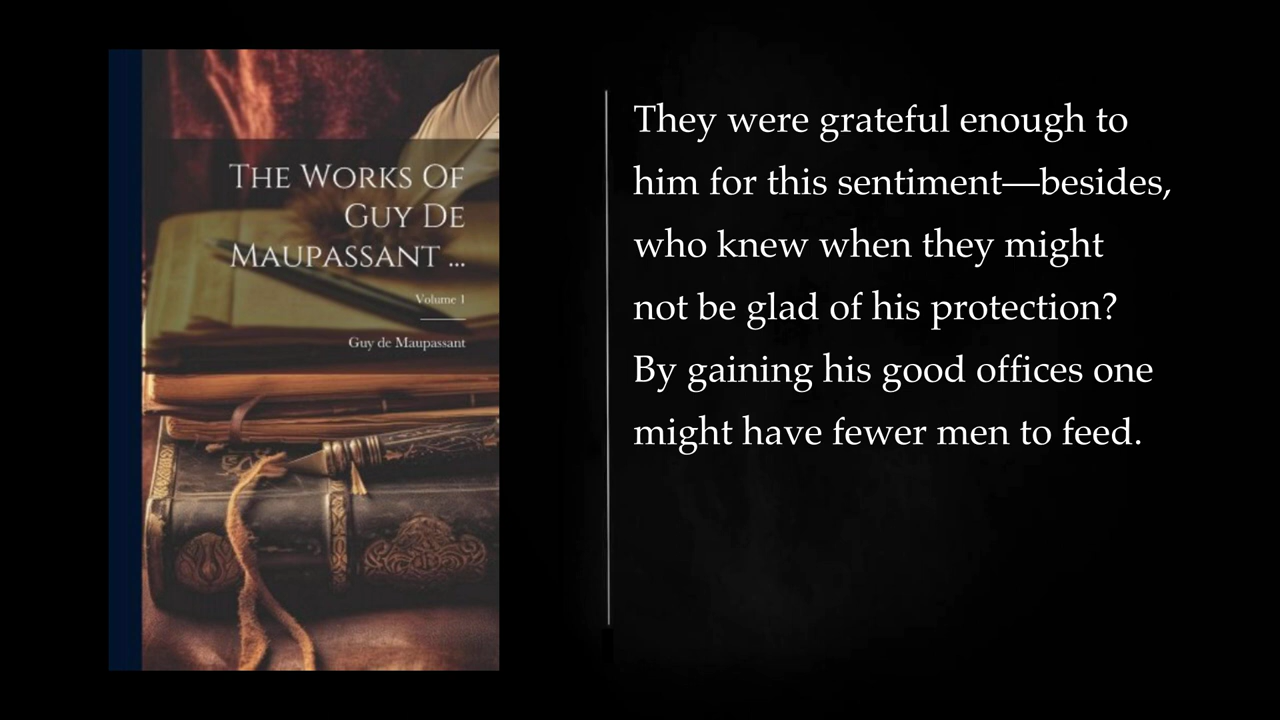 The Works Of
Guy De
Maupassant ...
Volume 1
Guy de Maupassant
They were grateful enough to
him for this sentiment—besides,
who knew when they might
not be glad of his protection?
By gaining his good offices one
might have fewer men to feed.